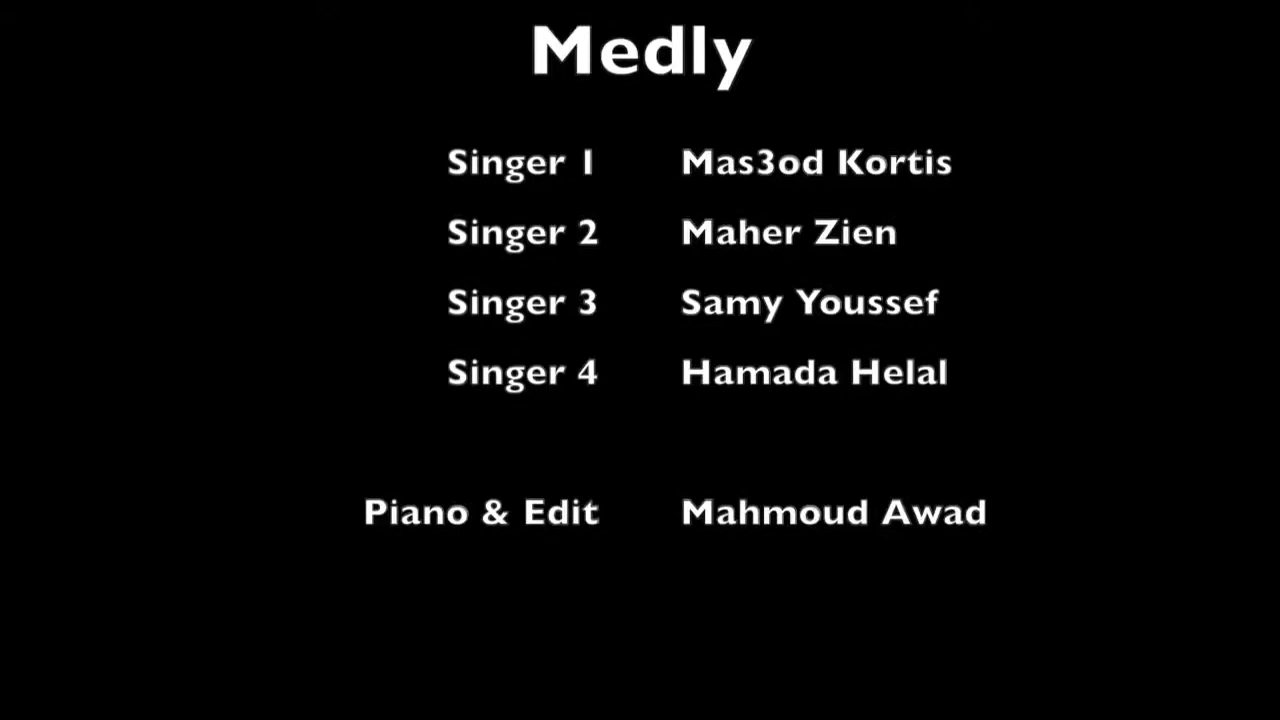 Medly
Singer 1 Mas3od Kortis
Singer 2 Maher Zien
Singer 3 Samy Youssef
Singer 4 Hamada Helal
Piano & Edit Mahmoud Awad